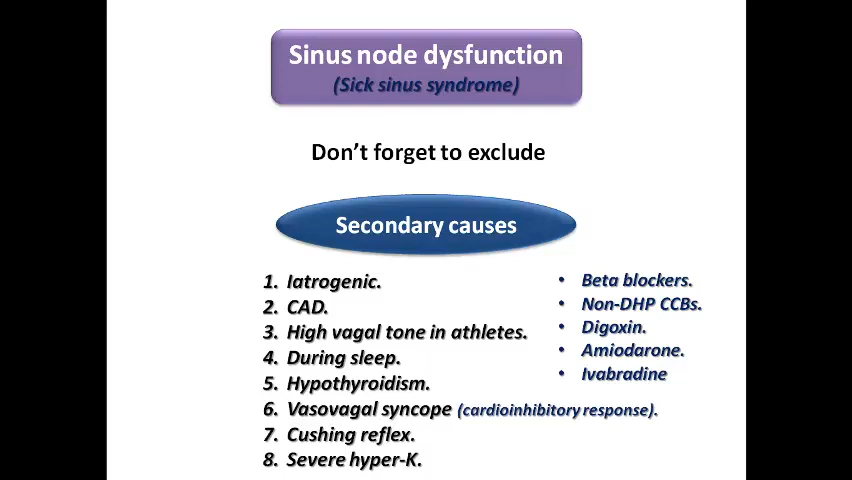 Sinus node dysfunction
(Sick sinus syndrome)
Don't forget to exclude
Secondary causes
1. Iatrogenic.
2. CAD.
3. High vagal tone in athletes.
4. During sleep.
5. Hypothyroidism.
6. Vasovagal syncope (cardioinhibitory response).
7. Cushing reflex.
8. Severe hyper-K.
• Beta blockers.
• Non-DHP CCBs.
• Digoxin.
• Amiodarone.
• Ivabradine